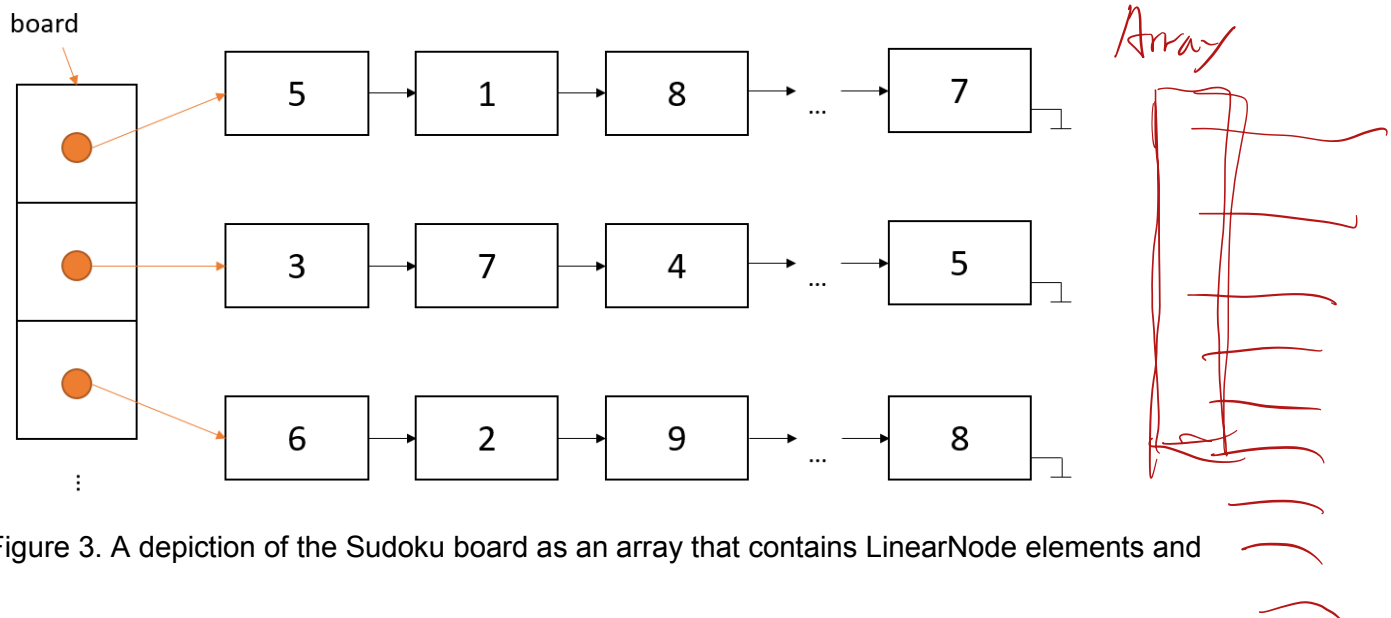 board
Array
5 1 8 ... 7
3 7 4 ... 5
6 2 9 ... 8
...
Figure 3. A depiction of the Sudoku board as an array that contains LinearNode elements and